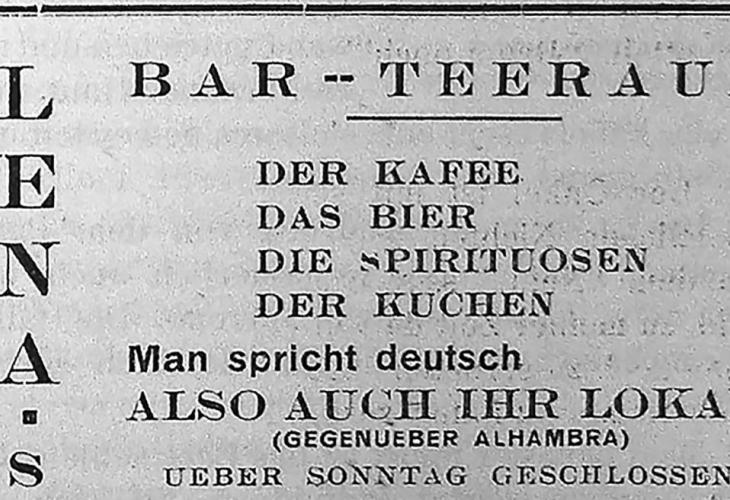 BAR -- TEERAU
DER KAFEE
DAS BIER
DIE SPIRITUOSEN
DER KUCHEN
Man spricht deutsch
ALSO AUCH IHR LOKA
(GEGENUEBER ALHAMBRA)
UEBER SONNTAG GESCHLOSSEN
LENA.S